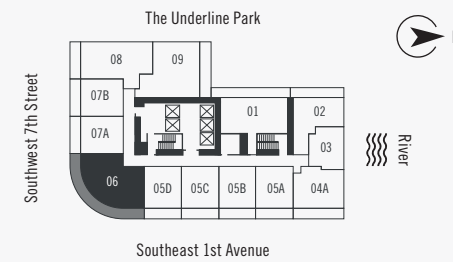 The Underline Park
08
09
07B
01
02
Southwest 7th Street
07A
03
River
06
05D
05C
05B
05A
04A
Southeast 1st Avenue